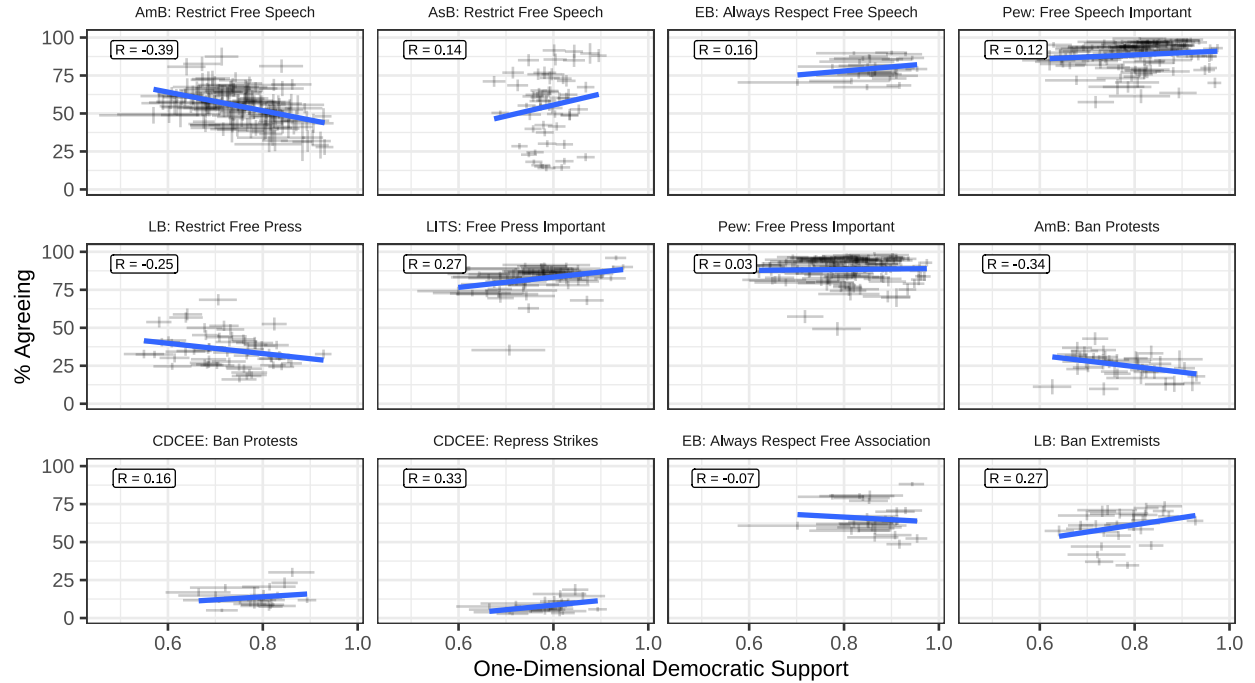 AmB: Restrict Free Speech
AsB: Restrict Free Speech
EB: Always Respect Free Speech
Pew: Free Speech Important
100
75
50
25
0
R = -0.39
R = 0.14
R = 0.16
R = 0.12
LB: Restrict Free Press
LITS: Free Press Important
Pew: Free Press Important
AmB: Ban Protests
100
75
50
25
0
R = -0.25
R = 0.27
R = 0.03
R = -0.34
% Agreeing
CDCEE: Ban Protests
CDCEE: Repress Strikes
EB: Always Respect Free Association
LB: Ban Extremists
100
75
50
25
0
R = 0.16
R = 0.33
R = -0.07
R = 0.27
0.6 0.8 1.0
0.6 0.8 1.0
0.6 0.8 1.0
0.6 0.8 1.0
One-Dimensional Democratic Support